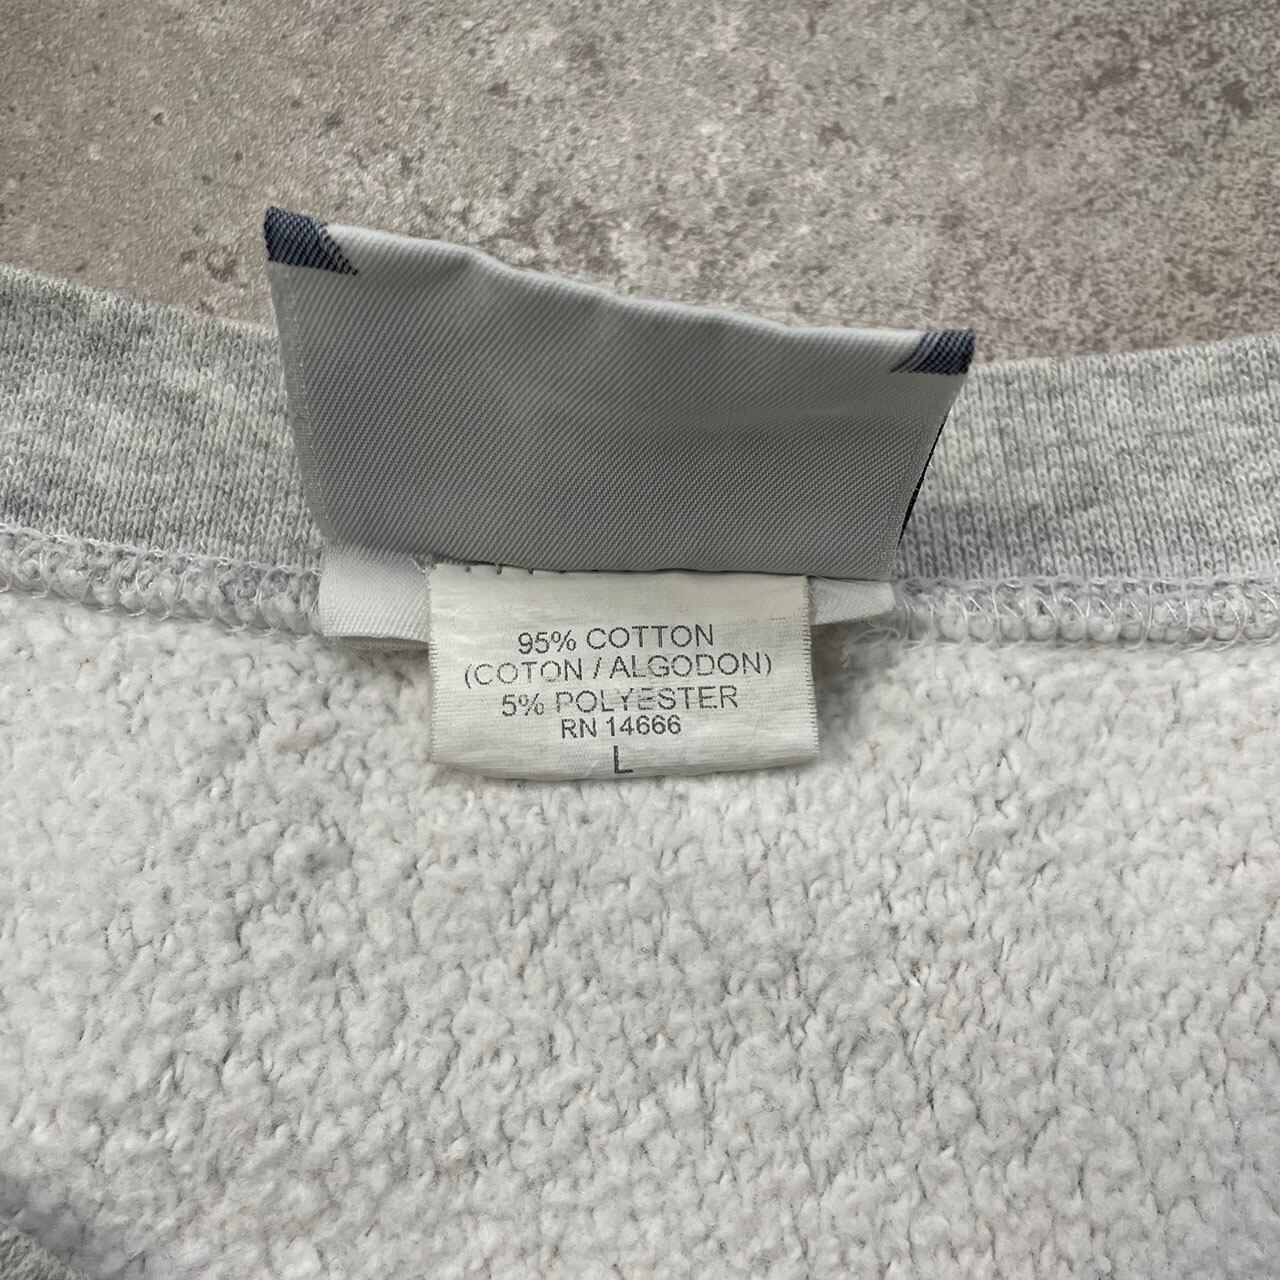 95% COTTON
(COTON / ALGODON)
5% POLYESTER
RN 14666
L